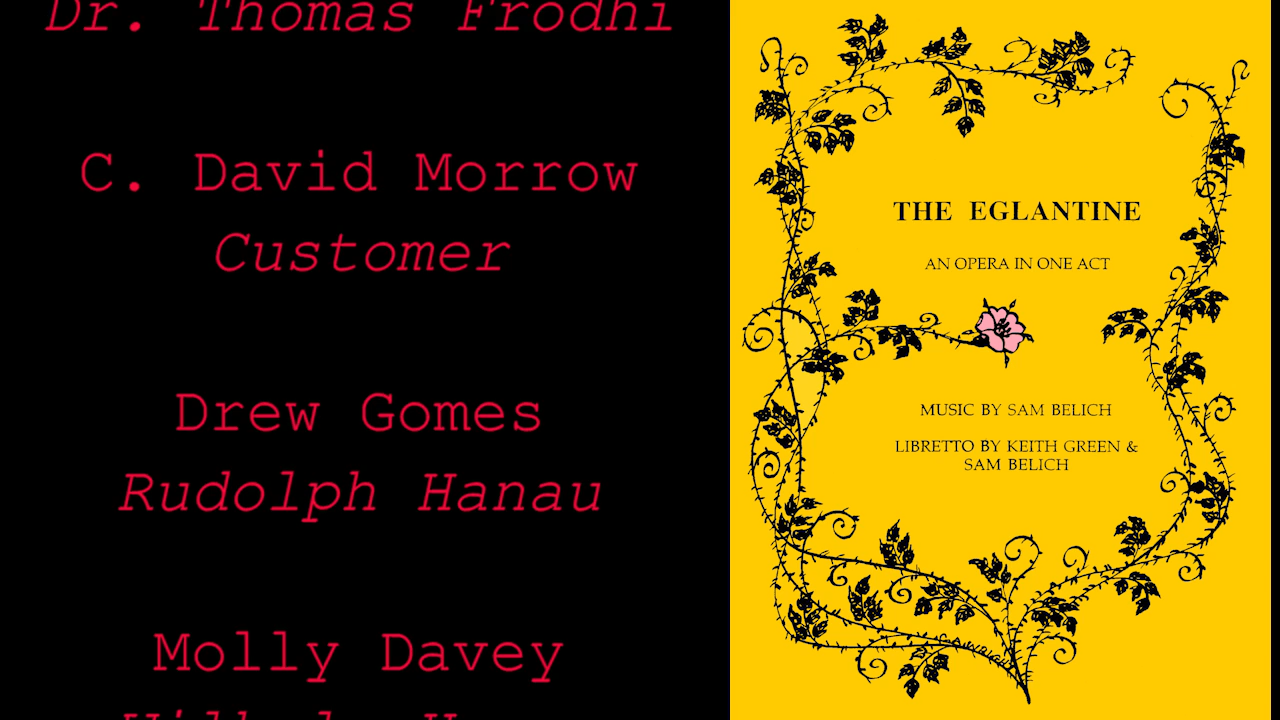 Dr. Thomas Frodhi
C. David Morrow
Customer
Drew Gomes
Rudolph Hanau
Molly Davey
THE EGLANTINE
AN OPERA IN ONE ACT
MUSIC BY SAM BELICH
LIBRETTO BY KEITH GREEN &
SAM BELICH